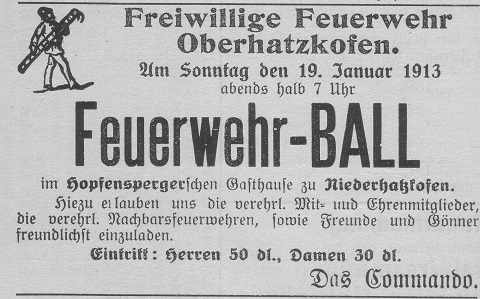 Freiwillige Feuerwehr
Oberhatzkofen.
Am Sonntag den 19. Januar 1913
abends halb 7 Uhr
Feuerwehr-BALL
im Hopfenspergerschen Gasthause zu Niederhatzkofen.
Hiezu erlauben uns die verehrl. Mit- und Ehrenmitglieder,
die verehrl. Nachbarsfeuerwehren, sowie Freunde und Gönner
freundlichst einzuladen.
Eintritt: Herren 50 dl., Damen 30 dl.
Das Commando.